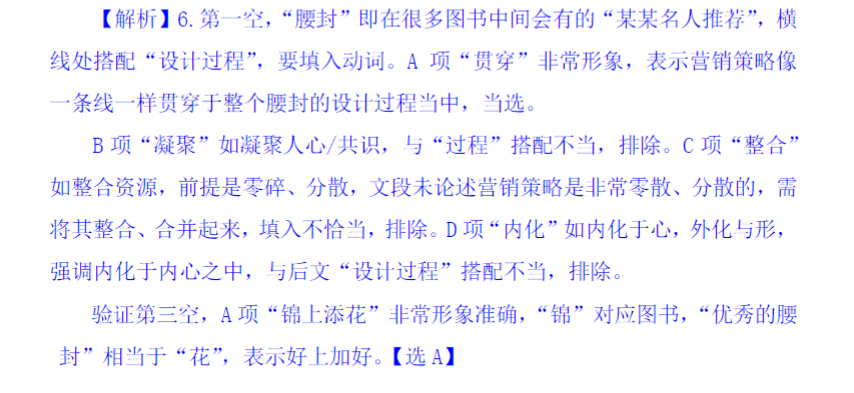 【解析】6.第一空，“腰封”即在很多图书中间会有的“某某名人推荐”，横
线处搭配“设计过程”，要填入动词。A 项“贯穿”非常形象，表示营销策略像
一条线一样贯穿于整个腰封的设计过程当中，当选。
B 项“凝聚”如凝聚人心/共识，与“过程”搭配不当，排除。C 项“整合”
如整合资源，前提是零碎、分散，文段未论述营销策略是非常零散、分散的，需
将其整合、合并起来，填入不恰当，排除。D 项“内化”如内化于心，外化与形，
强调内化于内心之中，与后文“设计过程”搭配不当，排除。
验证第三空，A 项“锦上添花”非常形象准确，“锦”对应图书，“优秀的腰
封”相当于“花”，表示好上加好。【选 A】